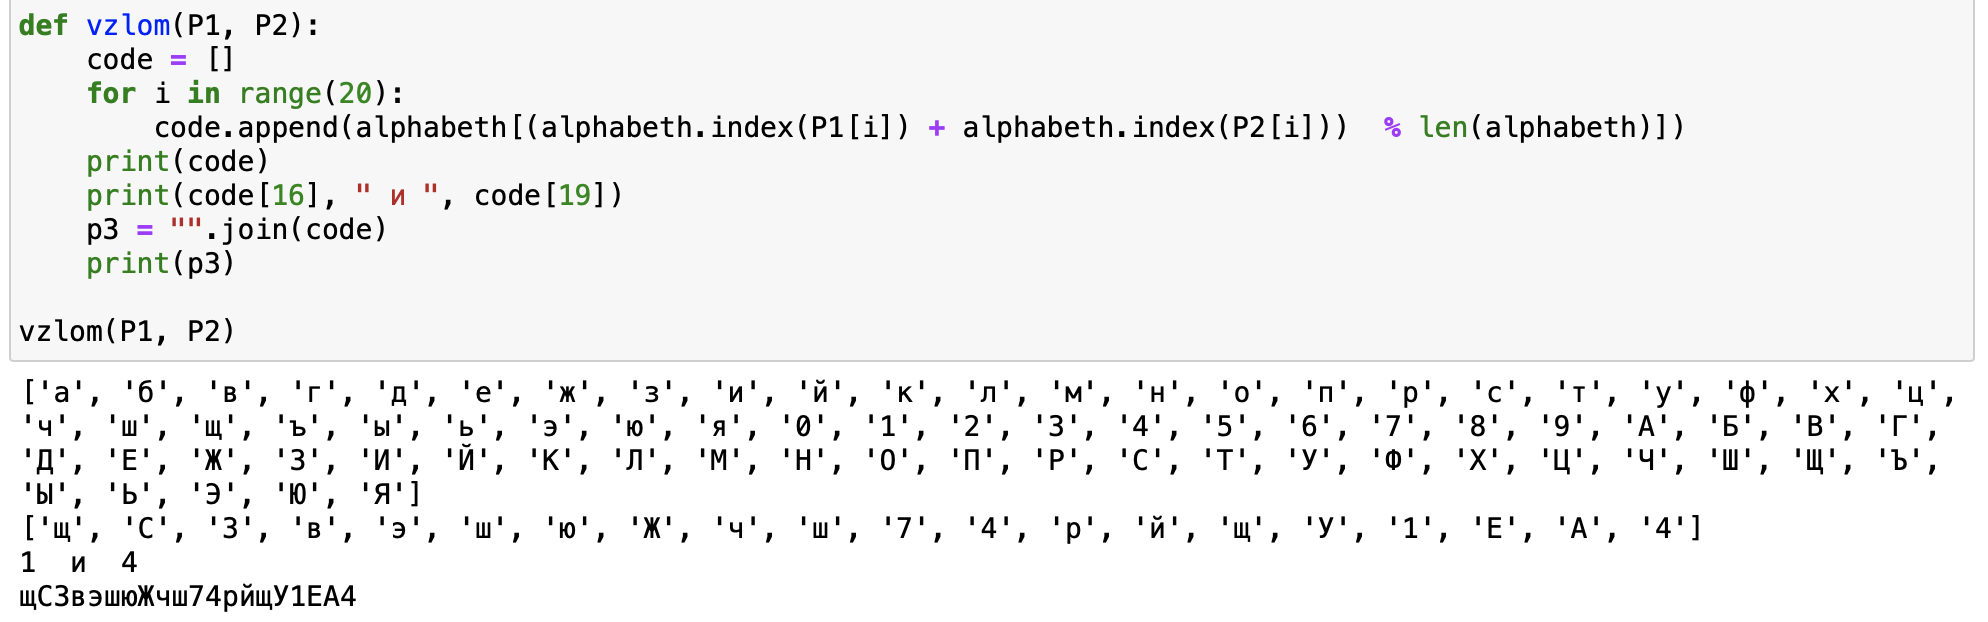 def vzlom(P1, P2):
    code = []
    for i in range(20):
        code.append(alphabeth[(alphabeth.index(P1[i]) + alphabeth.index(P2[i]))  % len(alphabeth)])
    print(code)
    print(code[16], " и ", code[19])
    p3 = "".join(code)
    print(p3)
vzlom(P1, P2)
['а', 'б', 'в', 'г', 'д', 'е', 'ж', 'з', 'и', 'й', 'к', 'л', 'м', 'н', 'о', 'п', 'р', 'с', 'т', 'у', 'ф', 'х', 'ц',
'ч', 'ш', 'щ', 'ъ', 'ы', 'ь', 'э', 'ю', 'я', '0', '1', '2', '3', '4', '5', '6', '7', '8', '9', 'А', 'Б', 'В', 'Г',
'Д', 'Е', 'Ж', 'З', 'И', 'Й', 'К', 'Л', 'М', 'Н', 'О', 'П', 'Р', 'С', 'Т', 'У', 'Ф', 'Х', 'Ц', 'Ч', 'Ш', 'Щ', 'Ъ',
'Ы', 'Ь', 'Э', 'Ю', 'Я']
['щ', 'С', 'З', 'в', 'э', 'ш', 'ю', 'Ж', 'ч', 'ш', '7', '4', 'р', 'й', 'щ', 'У', '1', 'Е', 'А', '4']
1  и  4
щСЗвэшюЖчш74рйщУ1ЕА4